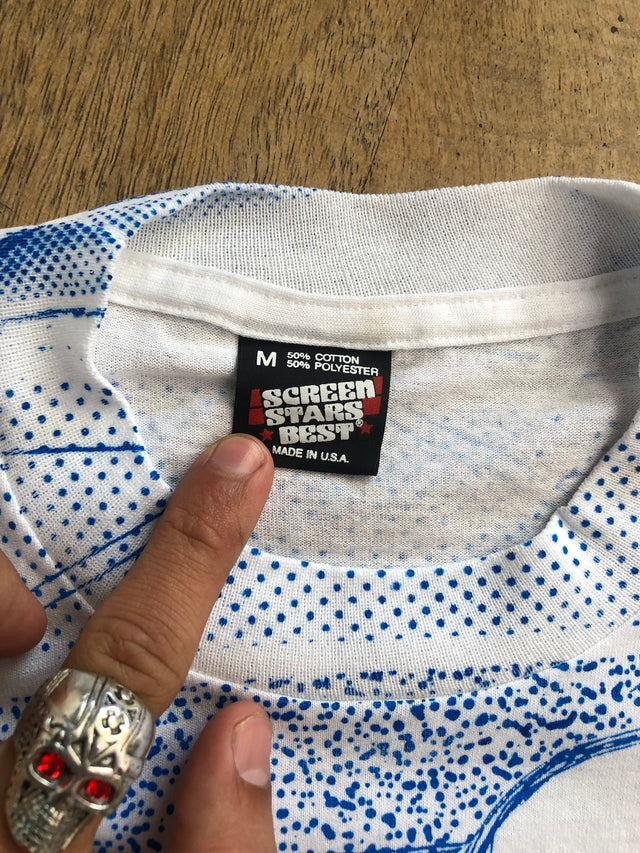 M 50% COTTON
50% POLYESTER
SCREEN
STARS
BEST®
MADE IN U.S.A.